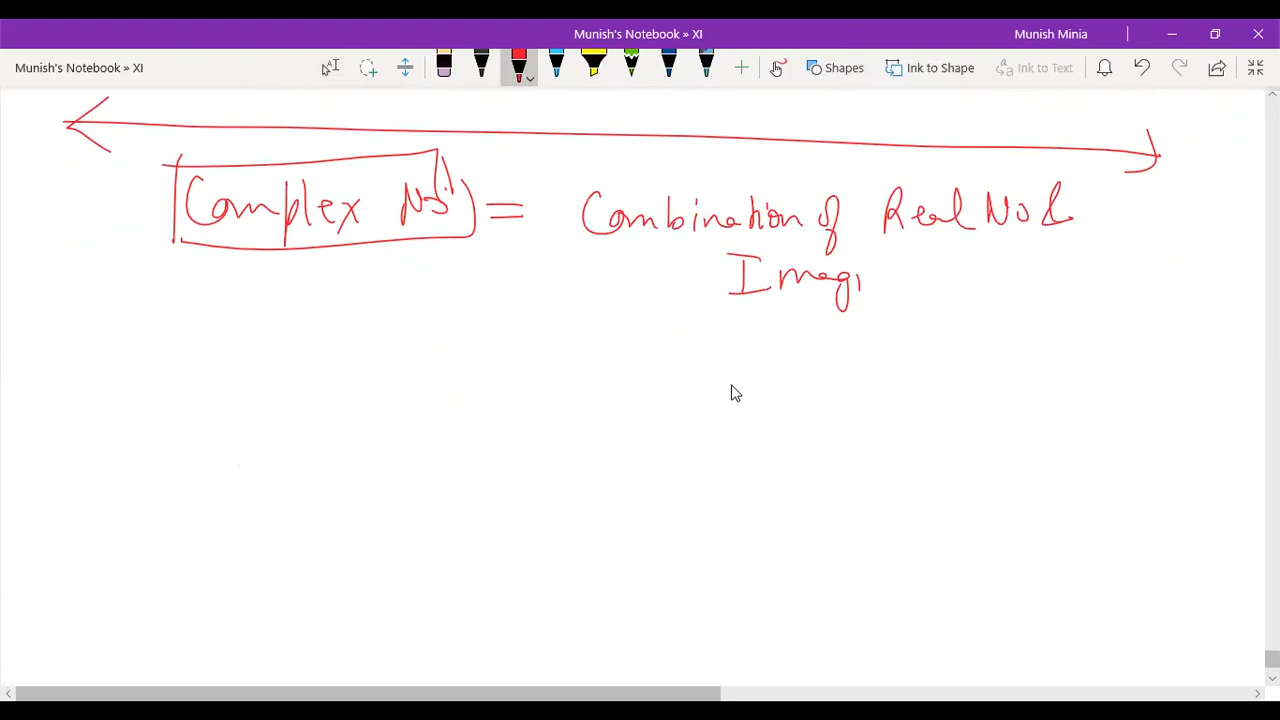 Munish's Notebook » XI
Munish Minia
Munish's Notebook » XI
Shapes
Ink to Shape
Ink to Text
Complex No. = Combination of Real No &
Imagi